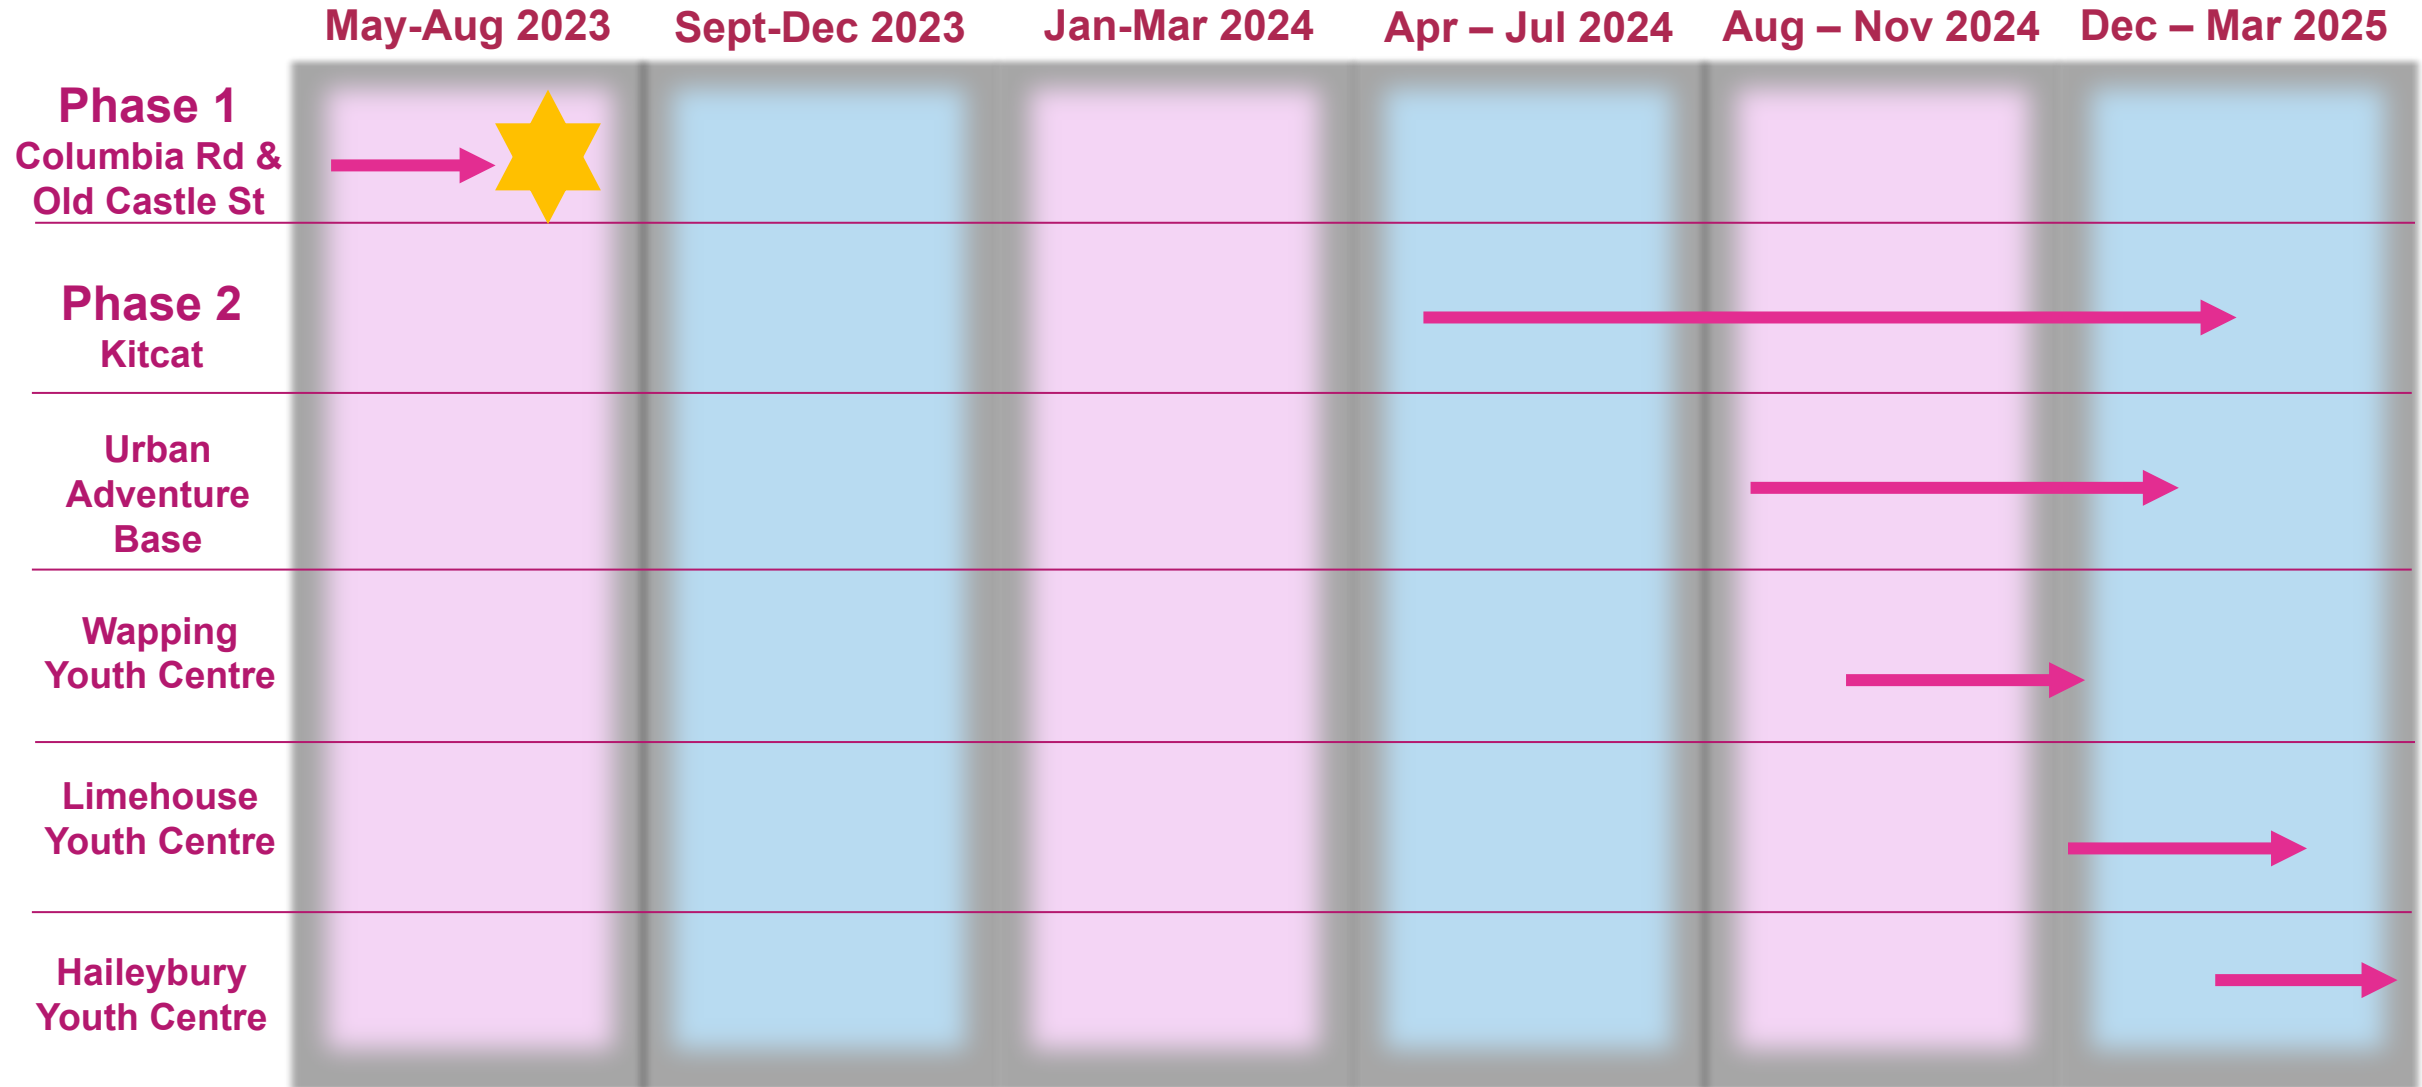 May-Aug 2023
Sept-Dec 2023
Jan-Mar 2024
Apr – Jul 2024
Aug – Nov 2024
Dec – Mar 2025
Phase 1
Columbia Rd &
Old Castle St
Phase 2
Kitcat
Urban
Adventure
Base
Wapping
Youth Centre
Limehouse
Youth Centre
Haileybury
Youth Centre